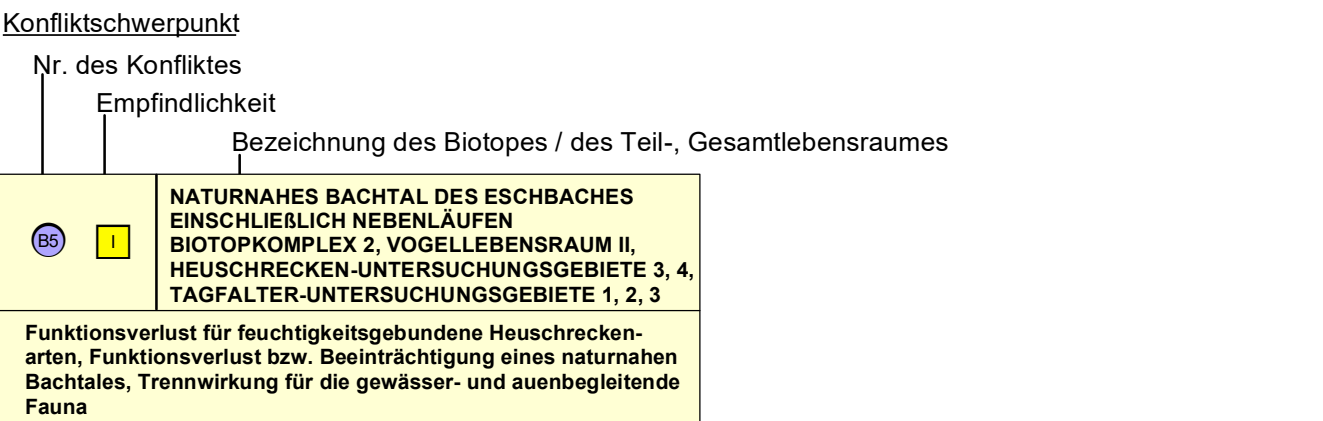 Konfliktschwerpunkt
Nr. des Konfliktes
Empfindlichkeit
Bezeichnung des Biotopes / des Teil-, Gesamtlebensraumes
B5
I
NATURNAHES BACHTAL DES ESCHBACHES
EINSCHLIEßLICH NEBENLÄUFEN
BIOTOPKOMPLEX 2, VOGELLEBENSRAUM II,
HEUSCHRECKEN-UNTERSUCHUNGSGEBIETE 3, 4,
TAGFALTER-UNTERSUCHUNGSGEBIETE 1, 2, 3
Funktionsverlust für feuchtigkeitsgebundene Heuschrecken-
arten, Funktionsverlust bzw. Beeinträchtigung eines naturnahen
Bachtales, Trennwirkung für die gewässer- und auenbegleitende
Fauna